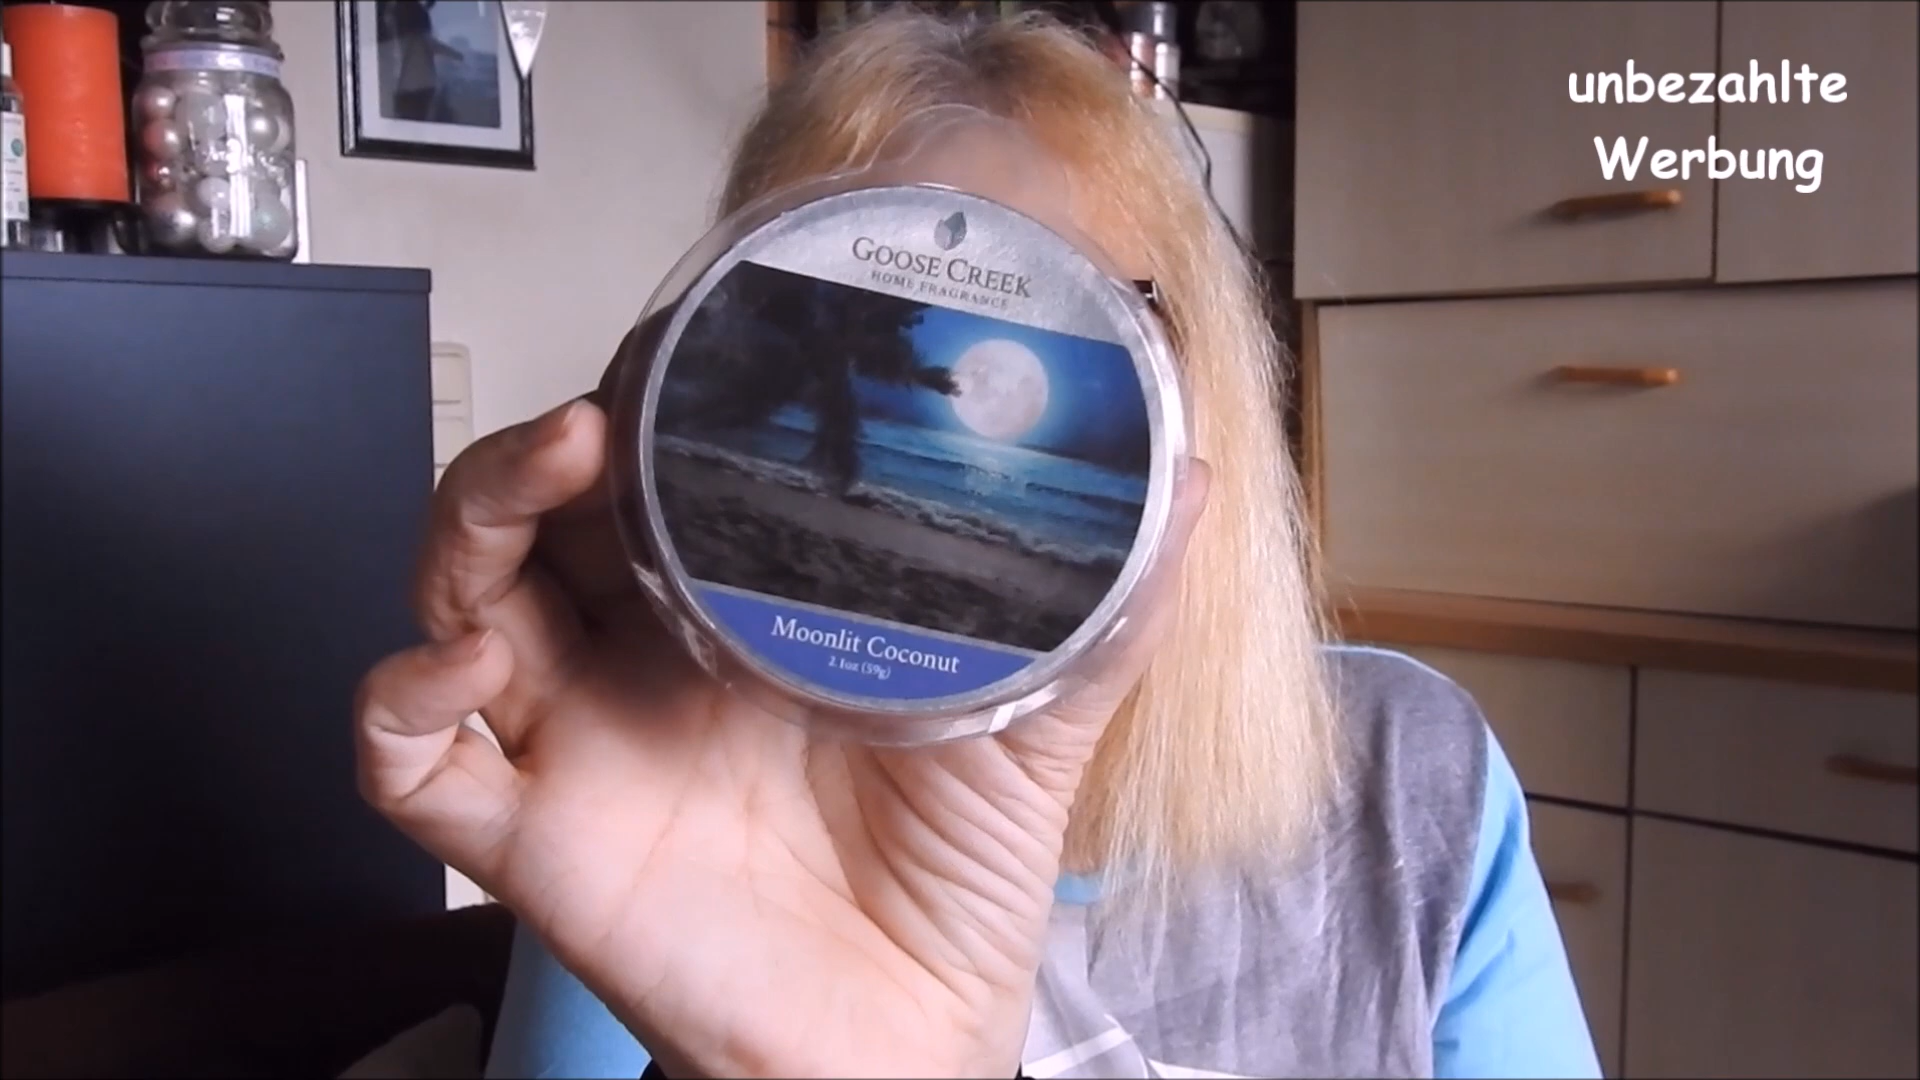 unbezahlte
Werbung
GOOSE CREEK
HOME FRAGRANCE
Moonlit Coconut
2.1oz (59g)